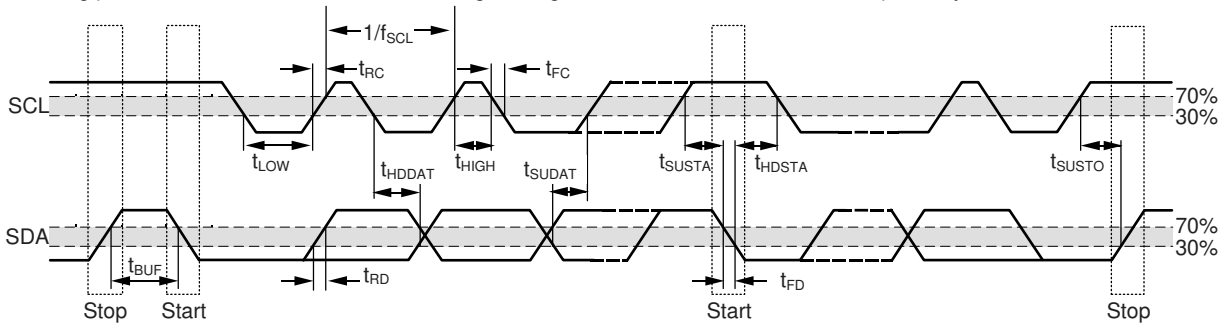 1/fSCL
tRC
tFC
SCL
70%
30%
tLOW
tHDDAT
tHIGH
tSUDAT
tSUSTA
tHDSTA
tSUSTO
SDA
70%
30%
tBUF
tRD
tFD
Stop
Start
Start
Stop